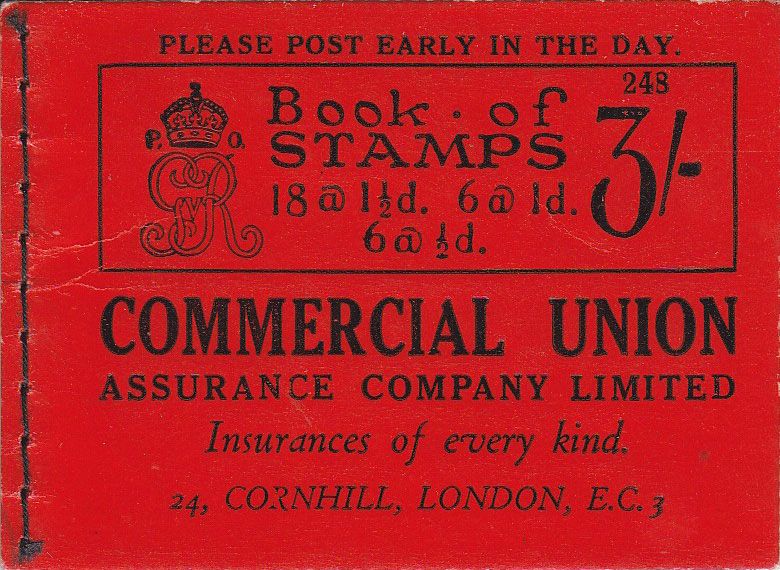 PLEASE POST EARLY IN THE DAY.
248
P. O.
GR
Book · of
STAMPS
3/-
18 @ 1½d. 6 @ 1d.
6 @ ½d.
COMMERCIAL UNION
ASSURANCE COMPANY LIMITED
Insurances of every kind.
24, CORNHILL, LONDON, E.C. 3